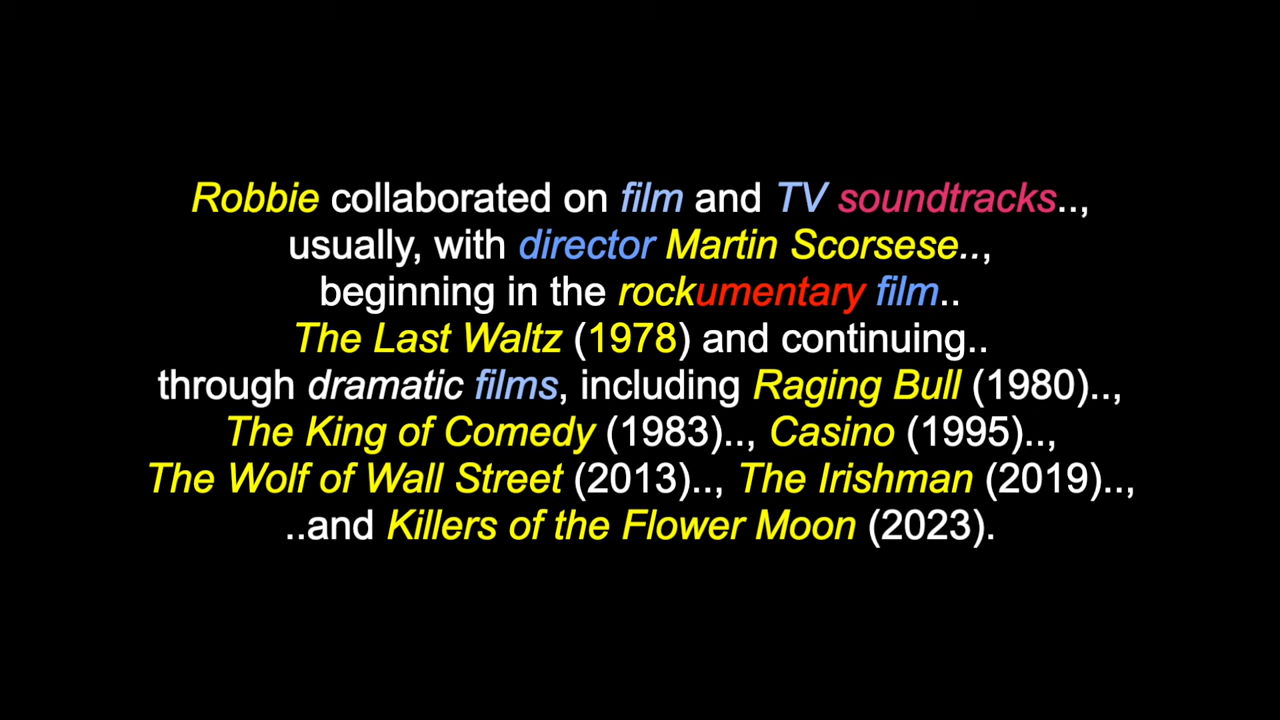 Robbie collaborated on film and TV soundtracks..,
usually, with director Martin Scorsese..,
beginning in the rockumentary film..
The Last Waltz (1978) and continuing..
through dramatic films, including Raging Bull (1980)..,
The King of Comedy (1983).., Casino (1995)..,
The Wolf of Wall Street (2013).., The Irishman (2019)..,
..and Killers of the Flower Moon (2023).